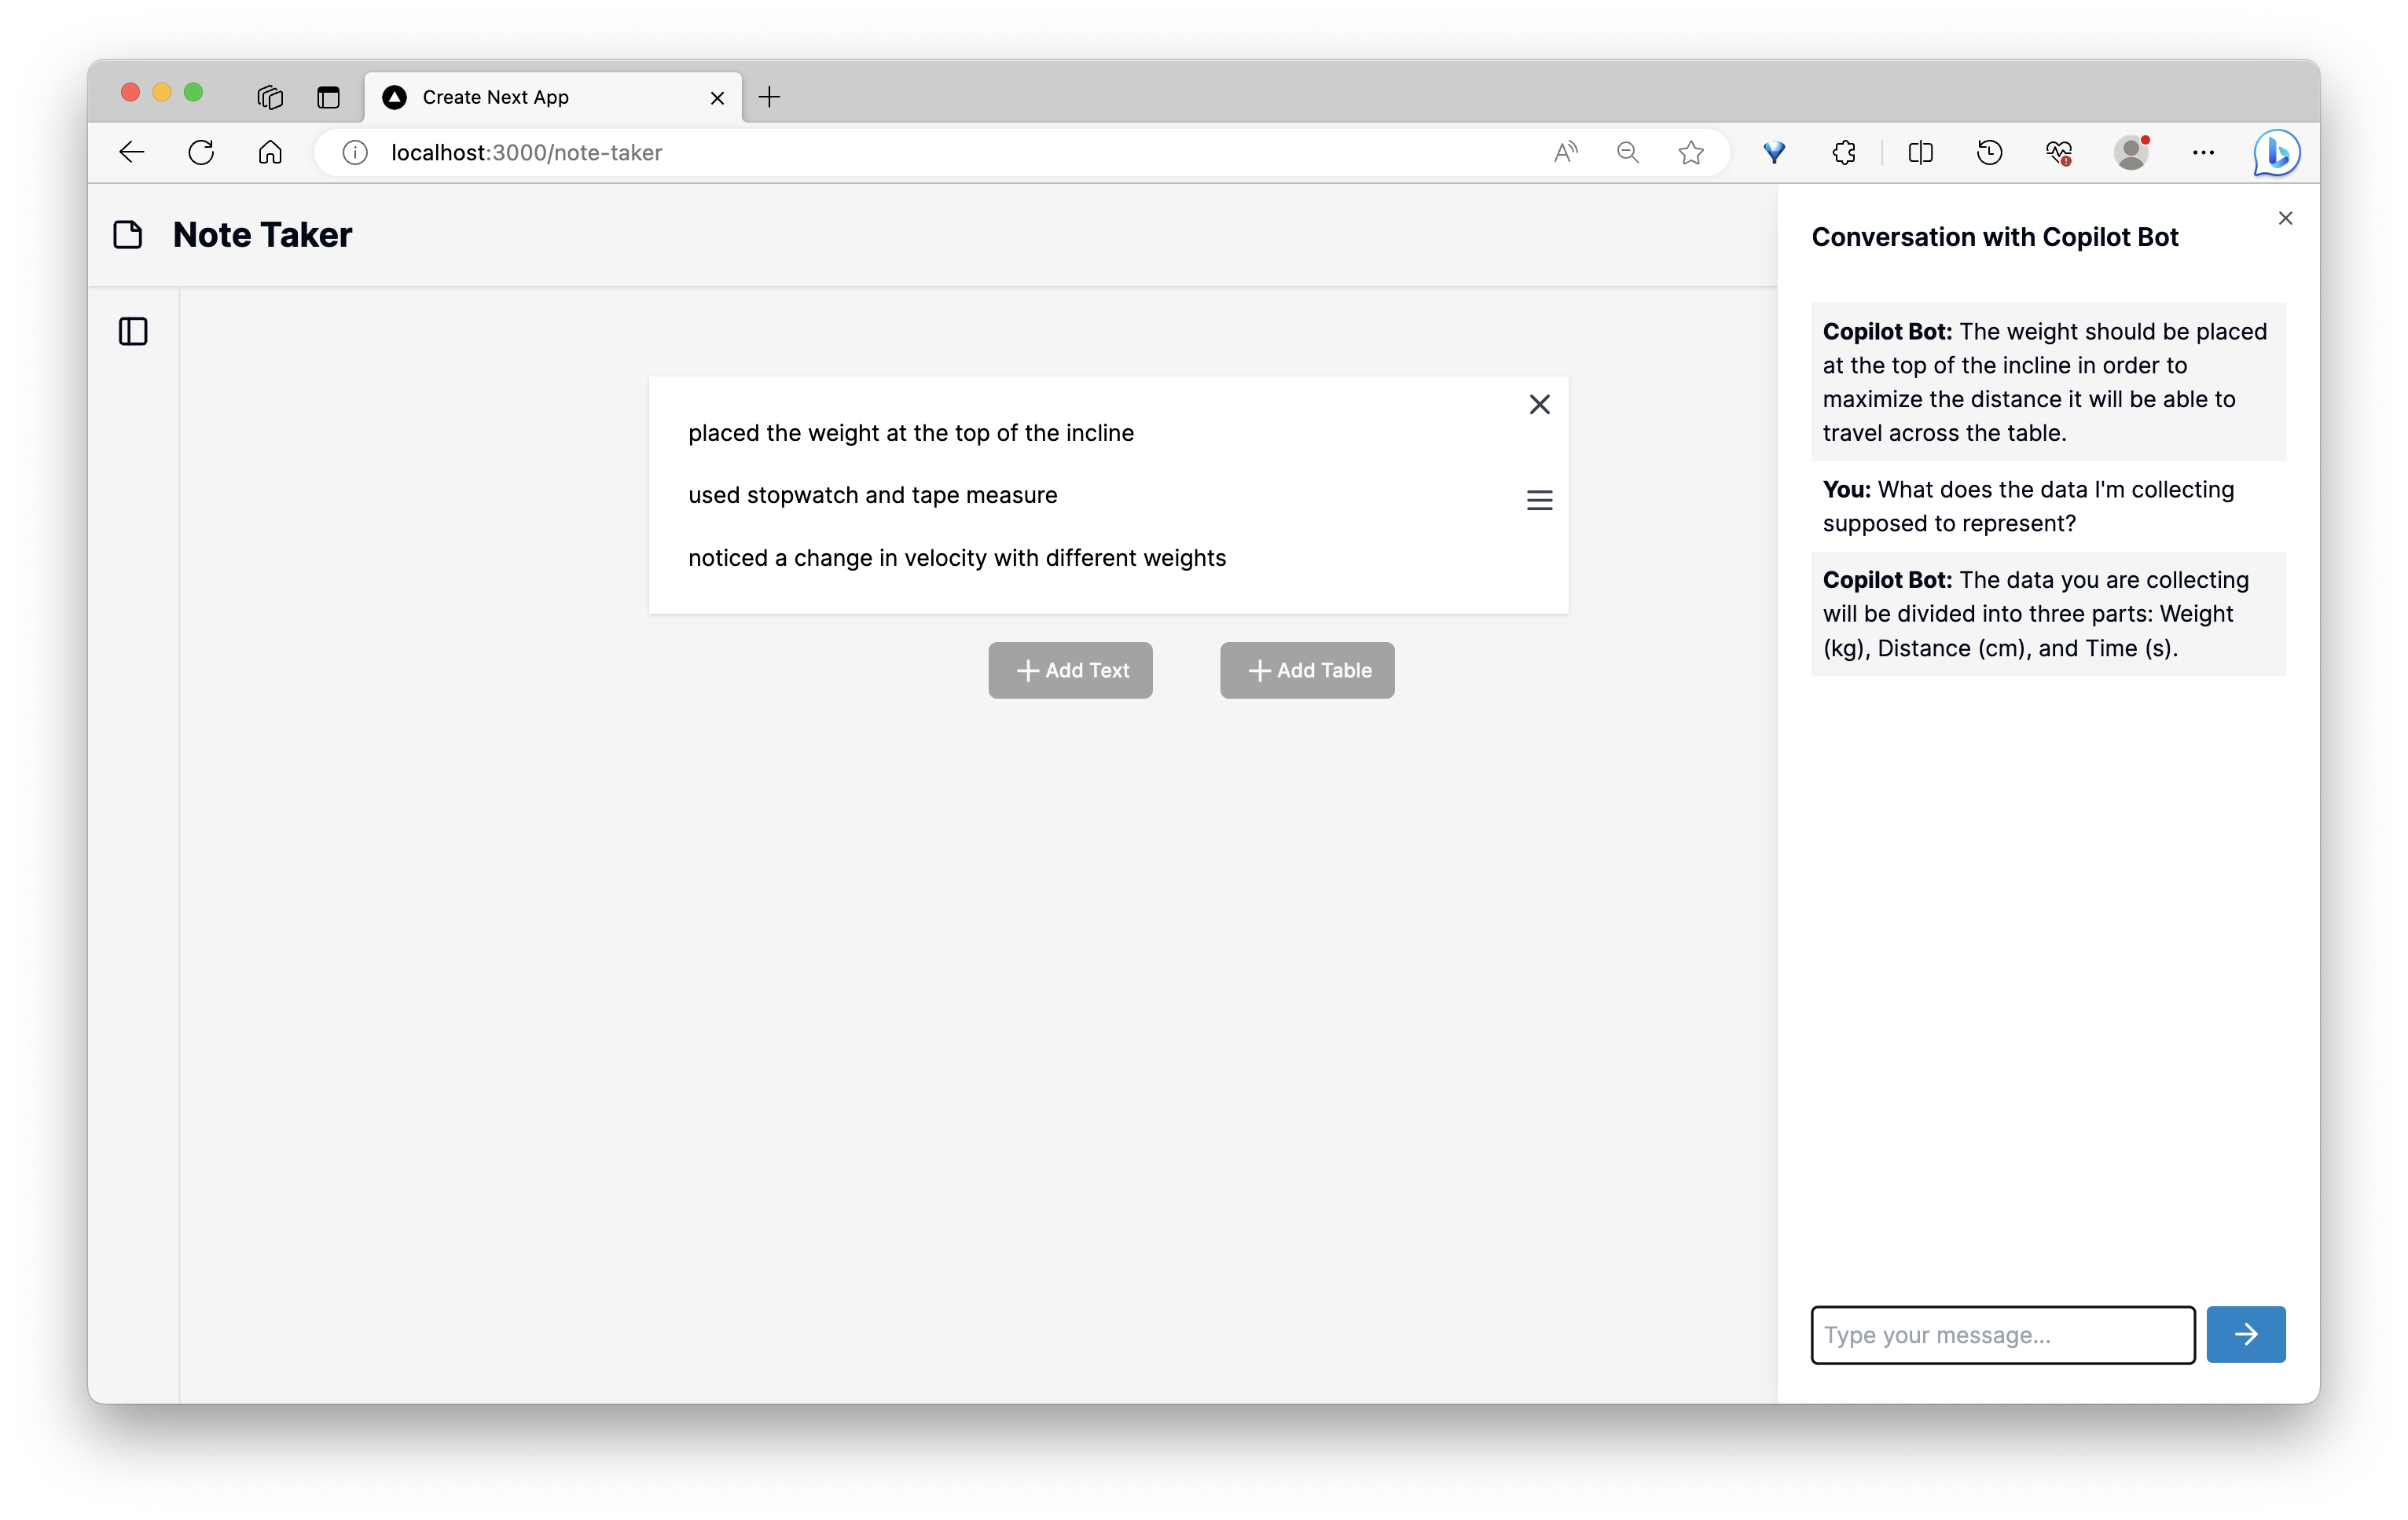 Create Next App
localhost:3000/note-taker
Note Taker
placed the weight at the top of the incline
used stopwatch and tape measure
noticed a change in velocity with different weights
Add Text
Add Table
Conversation with Copilot Bot
Copilot Bot: The weight should be placed
at the top of the incline in order to
maximize the distance it will be able to
travel across the table.
You: What does the data I'm collecting
supposed to represent?
Copilot Bot: The data you are collecting
will be divided into three parts: Weight
(kg), Distance (cm), and Time (s).
Type your message...